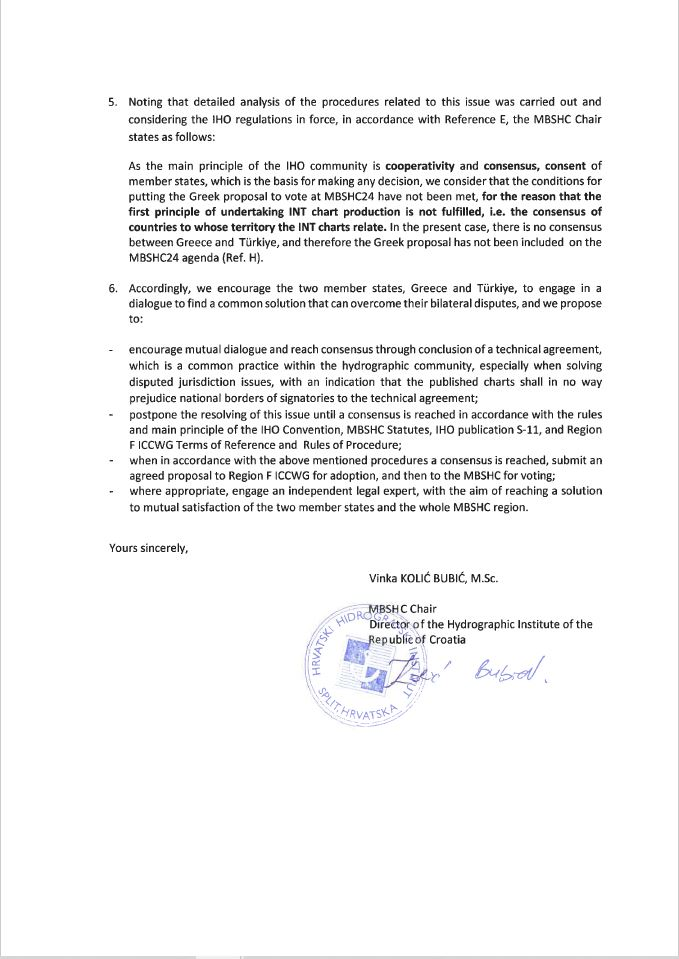 5. Noting that detailed analysis of the procedures related to this issue was carried out and
considering the IHO regulations in force, in accordance with Reference E, the MBSHC Chair
states as follows:
As the main principle of the IHO community is cooperativity and consensus, consent of
member states, which is the basis for making any decision, we consider that the conditions for
putting the Greek proposal to vote at MBSHC24 have not been met, for the reason that the
first principle of undertaking INT chart production is not fulfilled, i.e. the consensus of
countries to whose territory the INT charts relate. In the present case, there is no consensus
between Greece and Türkiye, and therefore the Greek proposal has not been included on the
MBSHC24 agenda (Ref. H).
6. Accordingly, we encourage the two member states, Greece and Türkiye, to engage in a
dialogue to find a common solution that can overcome their bilateral disputes, and we propose
to:
- encourage mutual dialogue and reach consensus through conclusion of a technical agreement,
which is a common practice within the hydrographic community, especially when solving
disputed jurisdiction issues, with an indication that the published charts shall in no way
prejudice national borders of signatories to the technical agreement;
- postpone the resolving of this issue until a consensus is reached in accordance with the rules
and main principle of the IHO Convention, MBSHC Statutes, IHO publication S-11, and Region
F ICCWG Terms of Reference and Rules of Procedure;
- when in accordance with the above mentioned procedures a consensus is reached, submit an
agreed proposal to Region F ICCWG for adoption, and then to the MBSHC for voting;
- where appropriate, engage an independent legal expert, with the aim of reaching a solution
to mutual satisfaction of the two member states and the whole MBSHC region.
Yours sincerely,
Vinka KOLIĆ BUBIĆ, M.Sc.
MBSHC Chair
Director of the Hydrographic Institute of the
Republic of Croatia
HRVATSKI HIDROGRAFSKI INSTITUT
SPLIT, HRVATSKA